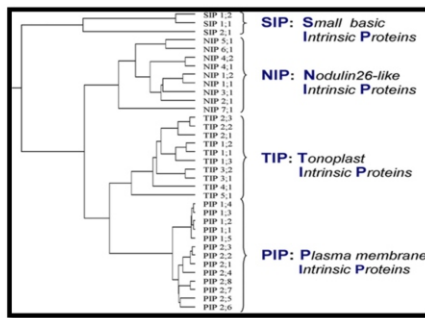 SIP 1;2
SIP 1;1
SIP 2;1
NIP 5;1
NIP 6;1
NIP 4;2
NIP 4;1
NIP 1;2
NIP 1;1
NIP 3;1
NIP 2;1
NIP 7;1
TIP 2;3
TIP 2;2
TIP 2;1
TIP 1;2
TIP 1;1
TIP 1;3
TIP 3;2
TIP 3;1
TIP 4;1
TIP 5;1
PIP 1;4
PIP 1;3
PIP 1;2
PIP 1;1
PIP 1;5
PIP 2;3
PIP 2;2
PIP 2;1
PIP 2;4
PIP 2;8
PIP 2;7
PIP 2;5
PIP 2;6
SIP: Small basic
Intrinsic Proteins
NIP: Nodulin26-like
Intrinsic Proteins
TIP: Tonoplast
Intrinsic Proteins
PIP: Plasma membrane
Intrinsic Proteins